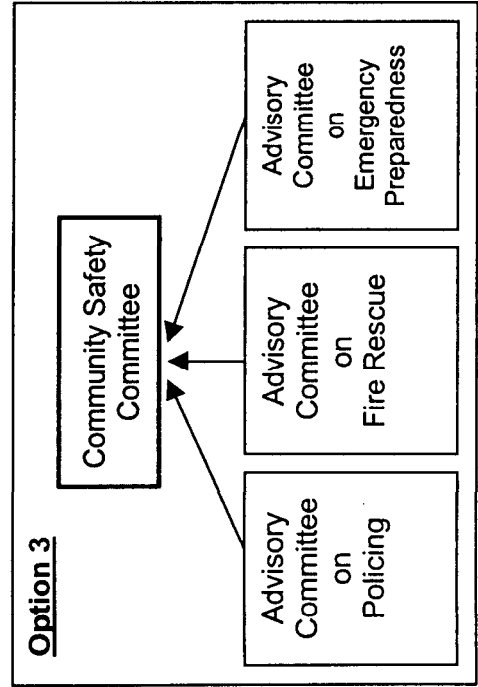 Option 3
Community Safety
Committee
Advisory
Committee
on
Policing
Advisory
Committee
on
Fire Rescue
Advisory
Committee
on
Emergency
Preparedness